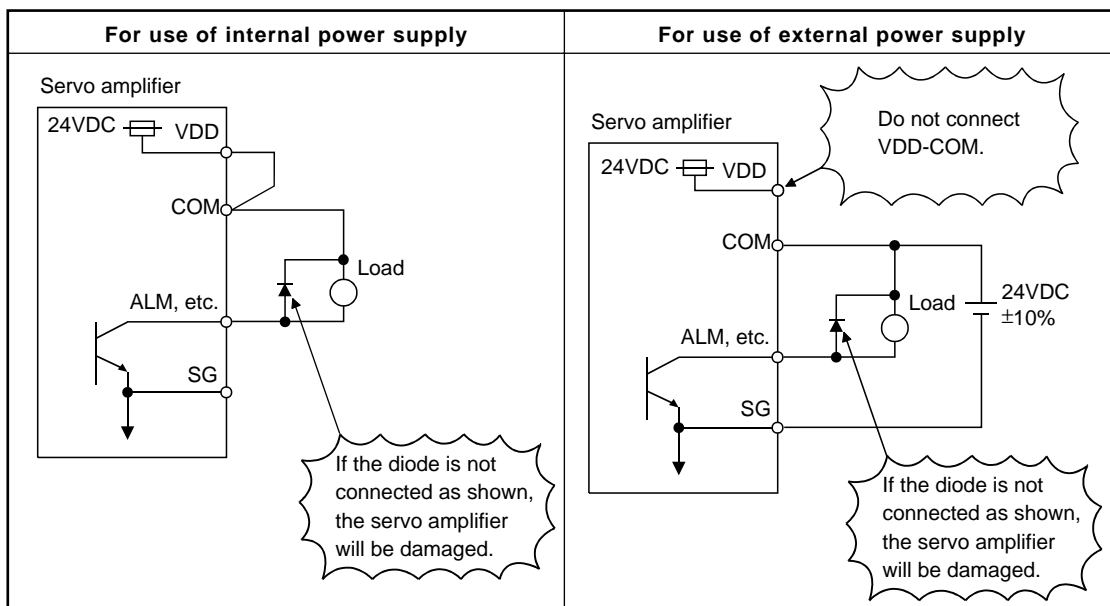 For use of internal power supply
Servo amplifier
24VDC
VDD
COM
Load
ALM, etc.
SG
If the diode is not
connected as shown,
the servo amplifier
will be damaged.
For use of external power supply
Do not connect
VDD-COM.
Servo amplifier
24VDC
VDD
COM
Load
24VDC
±10%
ALM, etc.
SG
If the diode is not
connected as shown,
the servo amplifier
will be damaged.